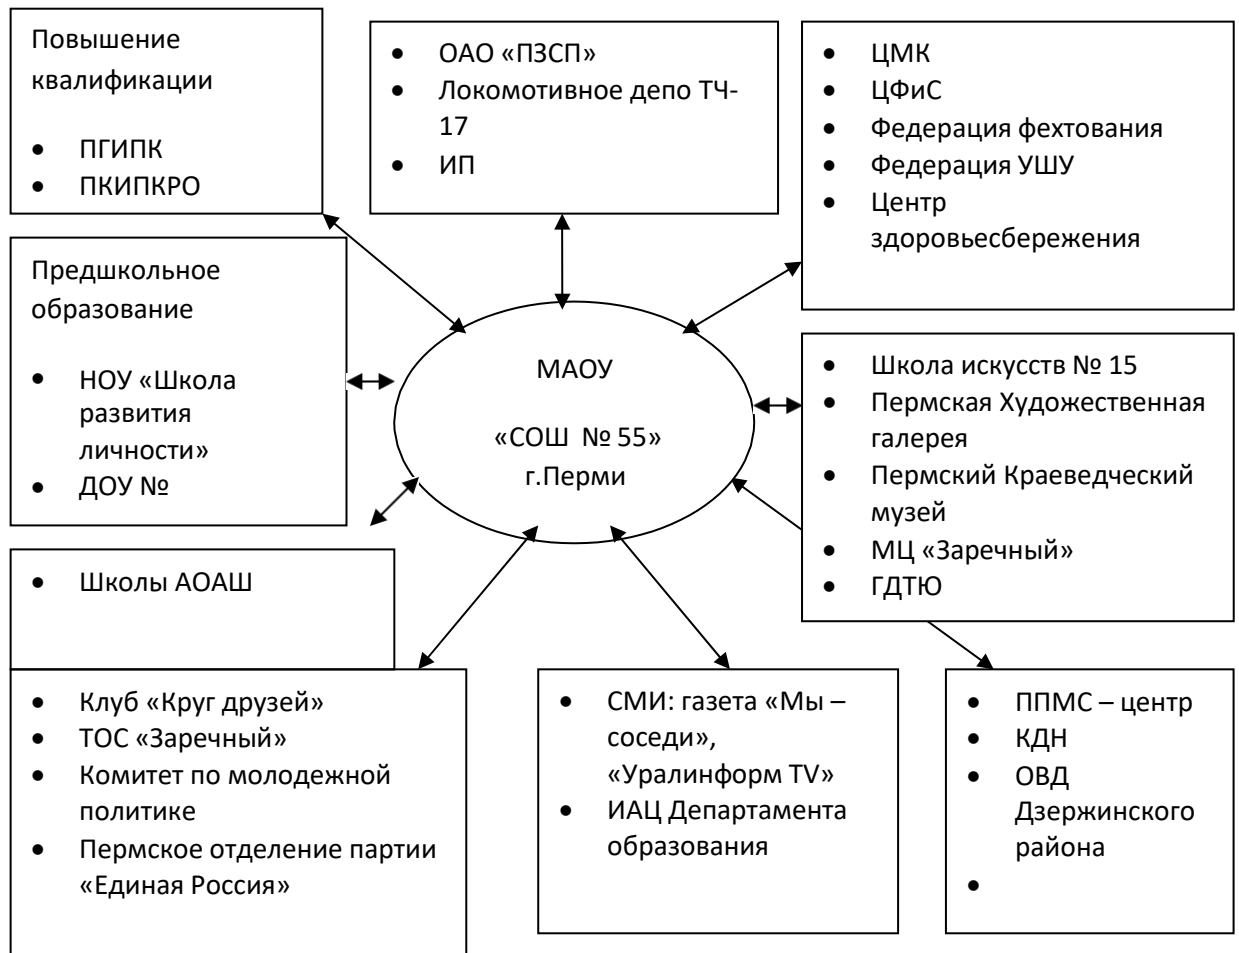 Повышение
квалификации
• ПГИПК
• ПКИПКРО
• ОАО «ПЗСП»
• Локомотивное депо ТЧ-
17
• ИП
• ЦМК
• ЦФиС
• Федерация фехтования
• Федерация УШУ
• Центр
здоровьесбережения
Предшкольное
образование
• НОУ «Школа
развития
личности»
• ДОУ №
МАОУ
«СОШ № 55»
г.Перми
• Школа искусств № 15
• Пермская Художественная
галерея
• Пермский Краеведческий
музей
• МЦ «Заречный»
• ГДТЮ
• Школы АОАШ
• Клуб «Круг друзей»
• ТОС «Заречный»
• Комитет по молодежной
политике
• Пермское отделение партии
«Единая Россия»
• СМИ: газета «Мы –
соседи»,
«Уралинформ TV»
• ИАЦ Департамента
образования
• ППМС – центр
• КДН
• ОВД
Дзержинского
района
•